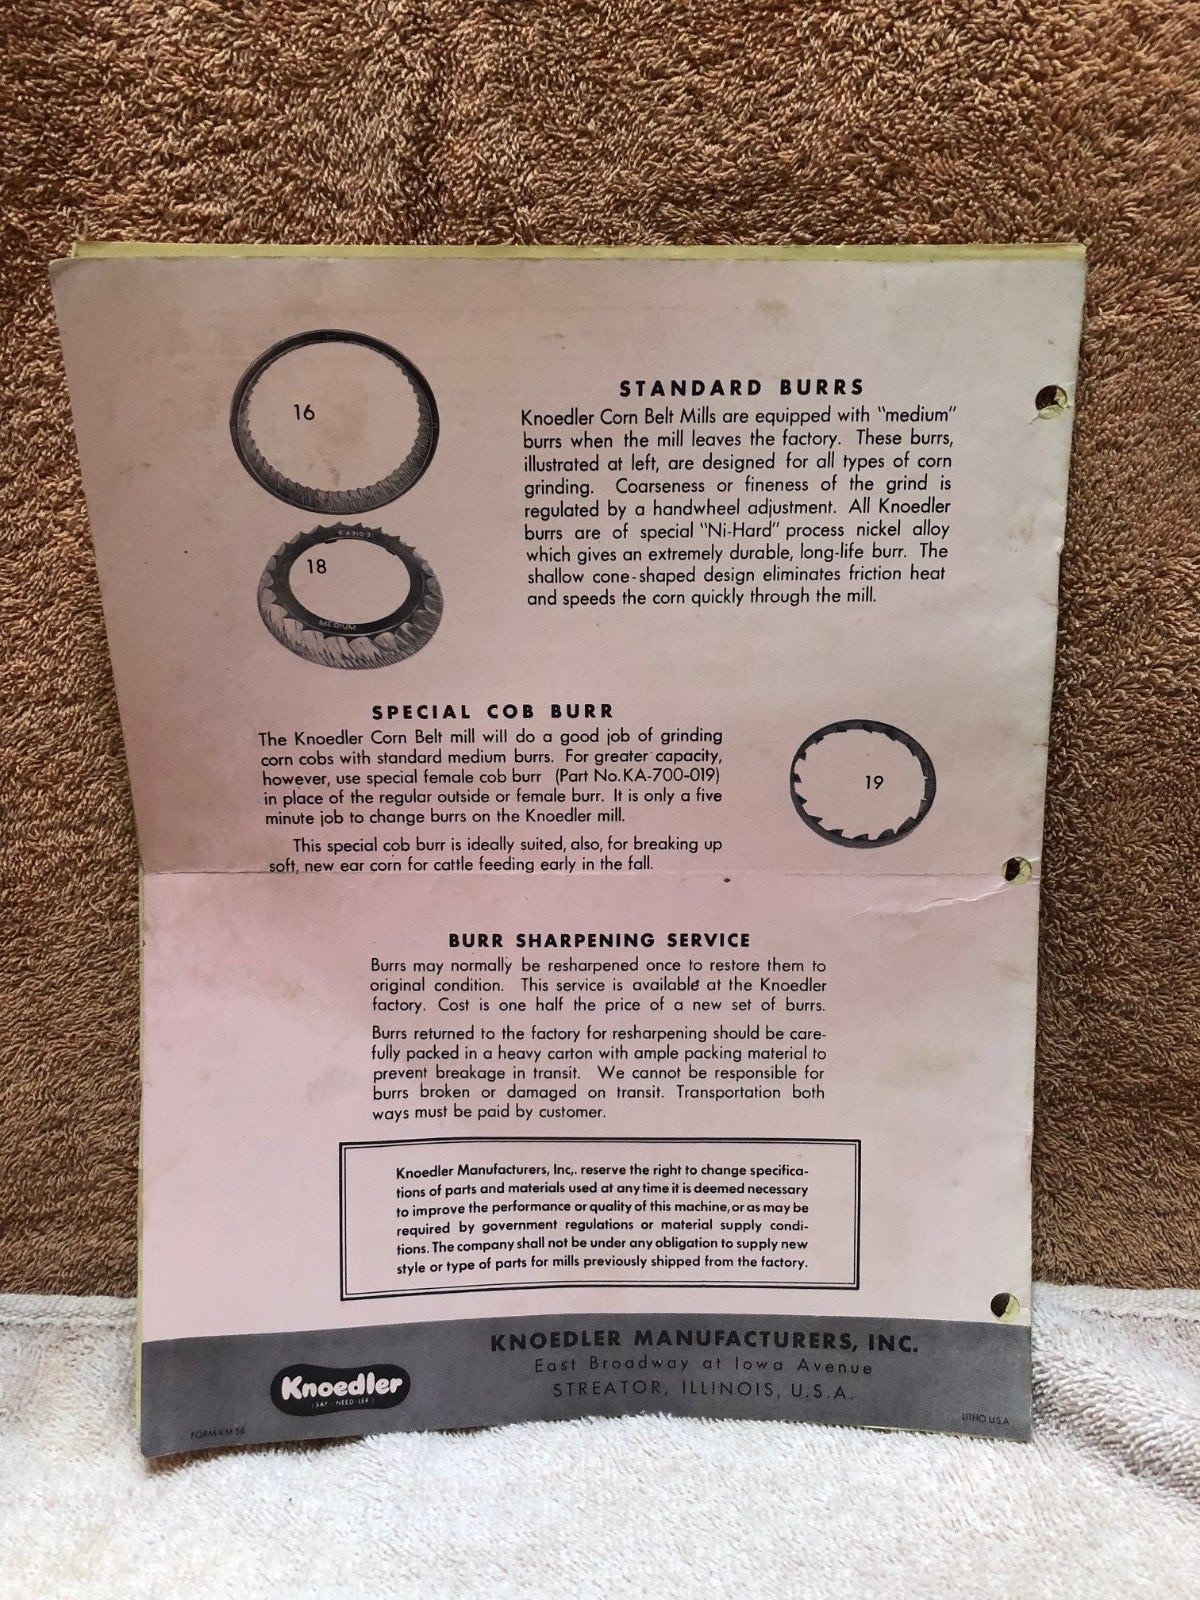 16
STANDARD BURRS
Knoedler Corn Belt Mills are equipped with "medium"
burrs when the mill leaves the factory. These burrs,
illustrated at left, are designed for all types of corn
grinding. Coarseness or fineness of the grind is
regulated by a handwheel adjustment. All Knoedler
burrs are of special "Ni-Hard" process nickel alloy
which gives an extremely durable, long-life burr. The
shallow cone-shaped design eliminates friction heat
and speeds the corn quickly through the mill.
18
MEDIUM
SPECIAL COB BURR
The Knoedler Corn Belt mill will do a good job of grinding
corn cobs with standard medium burrs. For greater capacity,
however, use special female cob burr (Part No. KA-700-019)
in place of the regular outside or female burr. It is only a five
minute job to change burrs on the Knoedler mill.
This special cob burr is ideally suited, also, for breaking up
soft, new ear corn for cattle feeding early in the fall.
19
BURR SHARPENING SERVICE
Burrs may normally be resharpened once to restore them to
original condition. This service is available at the Knoedler
factory. Cost is one half the price of a new set of burrs.
Burrs returned to the factory for resharpening should be care-
fully packed in a heavy carton with ample packing material to
prevent breakage in transit. We cannot be responsible for
burrs broken or damaged on transit. Transportation both
ways must be paid by customer.
Knoedler Manufacturers, Inc,. reserve the right to change specifica-
tions of parts and materials used at any time it is deemed necessary
to improve the performance or quality of this machine, or as may be
required by government regulations or material supply condi-
tions. The company shall not be under any obligation to supply new
style or type of parts for mills previously shipped from the factory.
KNOEDLER MANUFACTURERS, INC.
East Broadway at Iowa Avenue
STREATOR, ILLINOIS, U.S.A.
Knoedler
(SAY - NEED-LER)
FORM KM 58
LITHO U.S.A